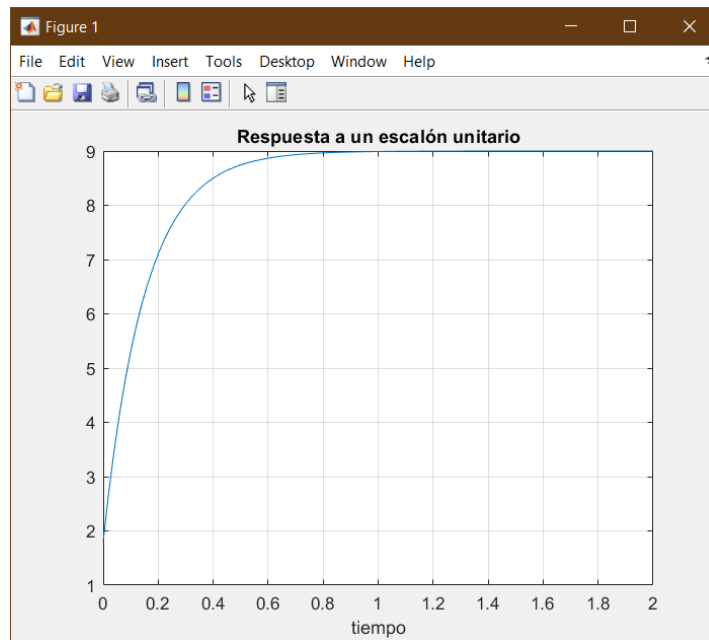 Figure 1
File Edit View Insert Tools Desktop Window Help
Respuesta a un escalón unitario
9
8
7
6
5
4
3
2
1
0 0.2 0.4 0.6 0.8 1 1.2 1.4 1.6 1.8 2
tiempo